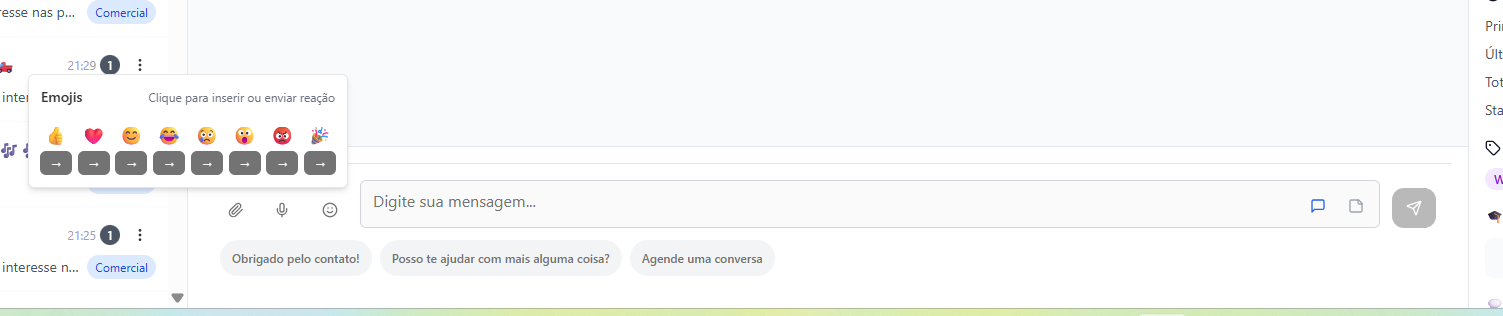 esse nas p... Comercial
21:29 1
inter
Emojis Clique para inserir ou enviar reação
👍 ❤️ 😊 😂 😢 😮 😡 🎉
→ → → → → → → →
Digite sua mensagem...
21:25 1
interesse n... Comercial
Obrigado pelo contato! Posso te ajudar com mais alguma coisa? Agende uma conversa
Pri
Últ
Tot
Sta
W